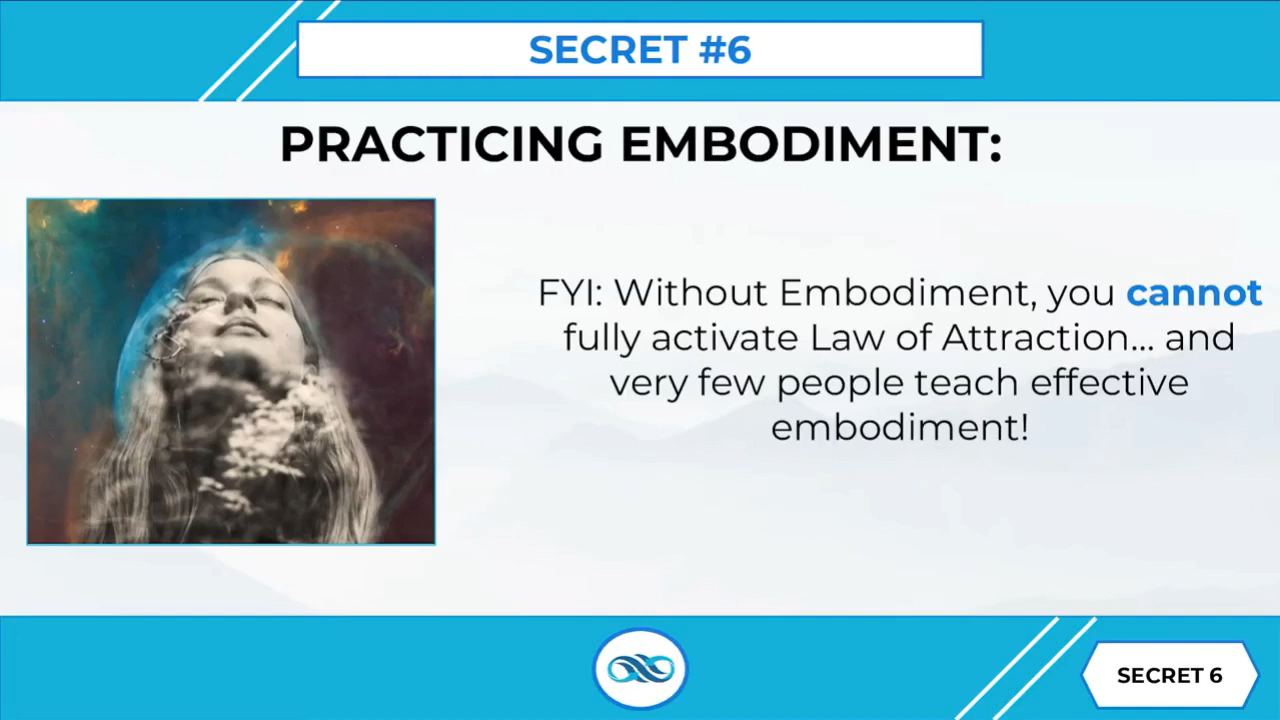 SECRET #6
PRACTICING EMBODIMENT:
FYI: Without Embodiment, you cannot
fully activate Law of Attraction... and
very few people teach effective
embodiment!
SECRET 6